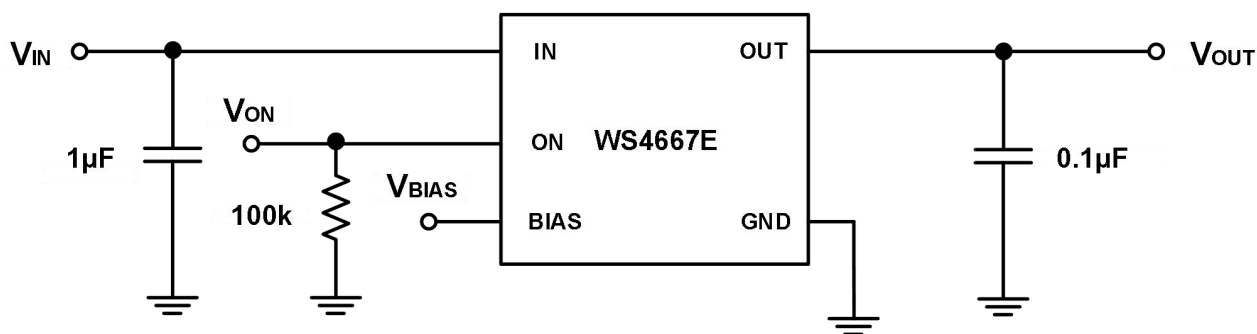 VIN
IN
OUT
VOUT
VON
1µF
ON
WS4667E
0.1µF
VBIAS
100k
BIAS
GND